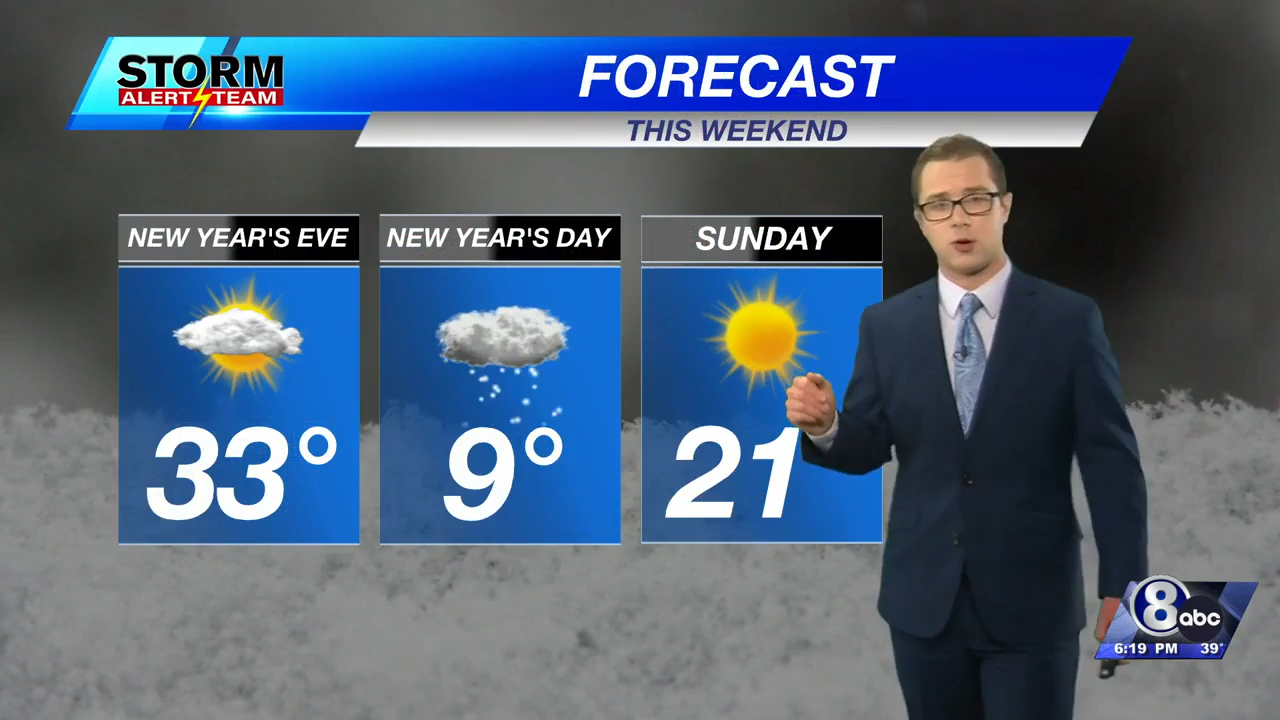 STORM
ALERT TEAM
FORECAST
THIS WEEKEND
NEW YEAR'S EVE
NEW YEAR'S DAY
SUNDAY
33°
9°
21
8 abc
6:19 PM 39°